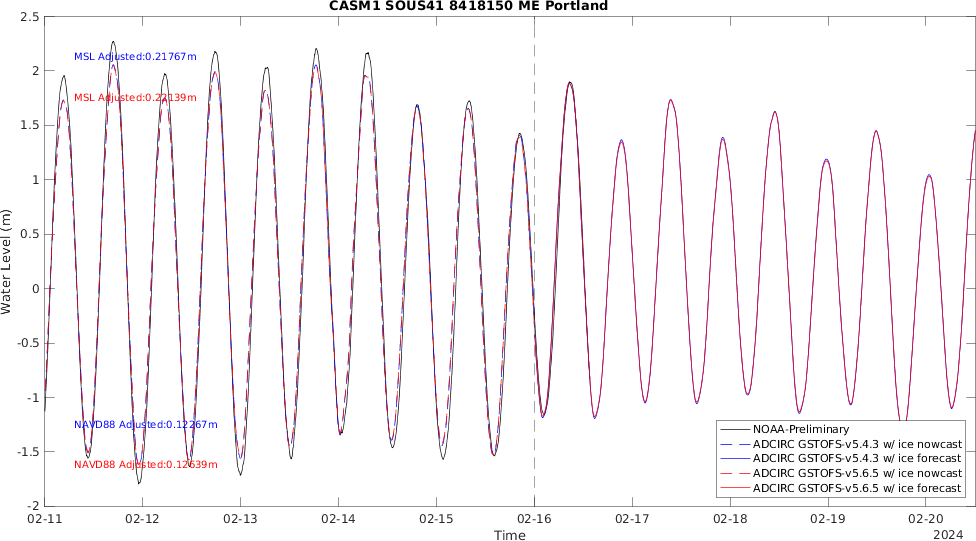 CASM1 SOUS41 8418150 ME Portland
2.5
2
1.5
1
0.5
0
-0.5
-1
-1.5
-2
Water Level (m)
MSL Adjusted:0.21767m
MSL Adjusted:0.22139m
NAVD88 Adjusted:0.12267m
NAVD88 Adjusted:0.12639m
NOAA-Preliminary
ADCIRC GSTOFS-v5.4.3 w/ ice nowcast
ADCIRC GSTOFS-v5.4.3 w/ ice forecast
ADCIRC GSTOFS-v5.6.5 w/ ice nowcast
ADCIRC GSTOFS-v5.6.5 w/ ice forecast
02-11 02-12 02-13 02-14 02-15 02-16 02-17 02-18 02-19 02-20
Time
2024